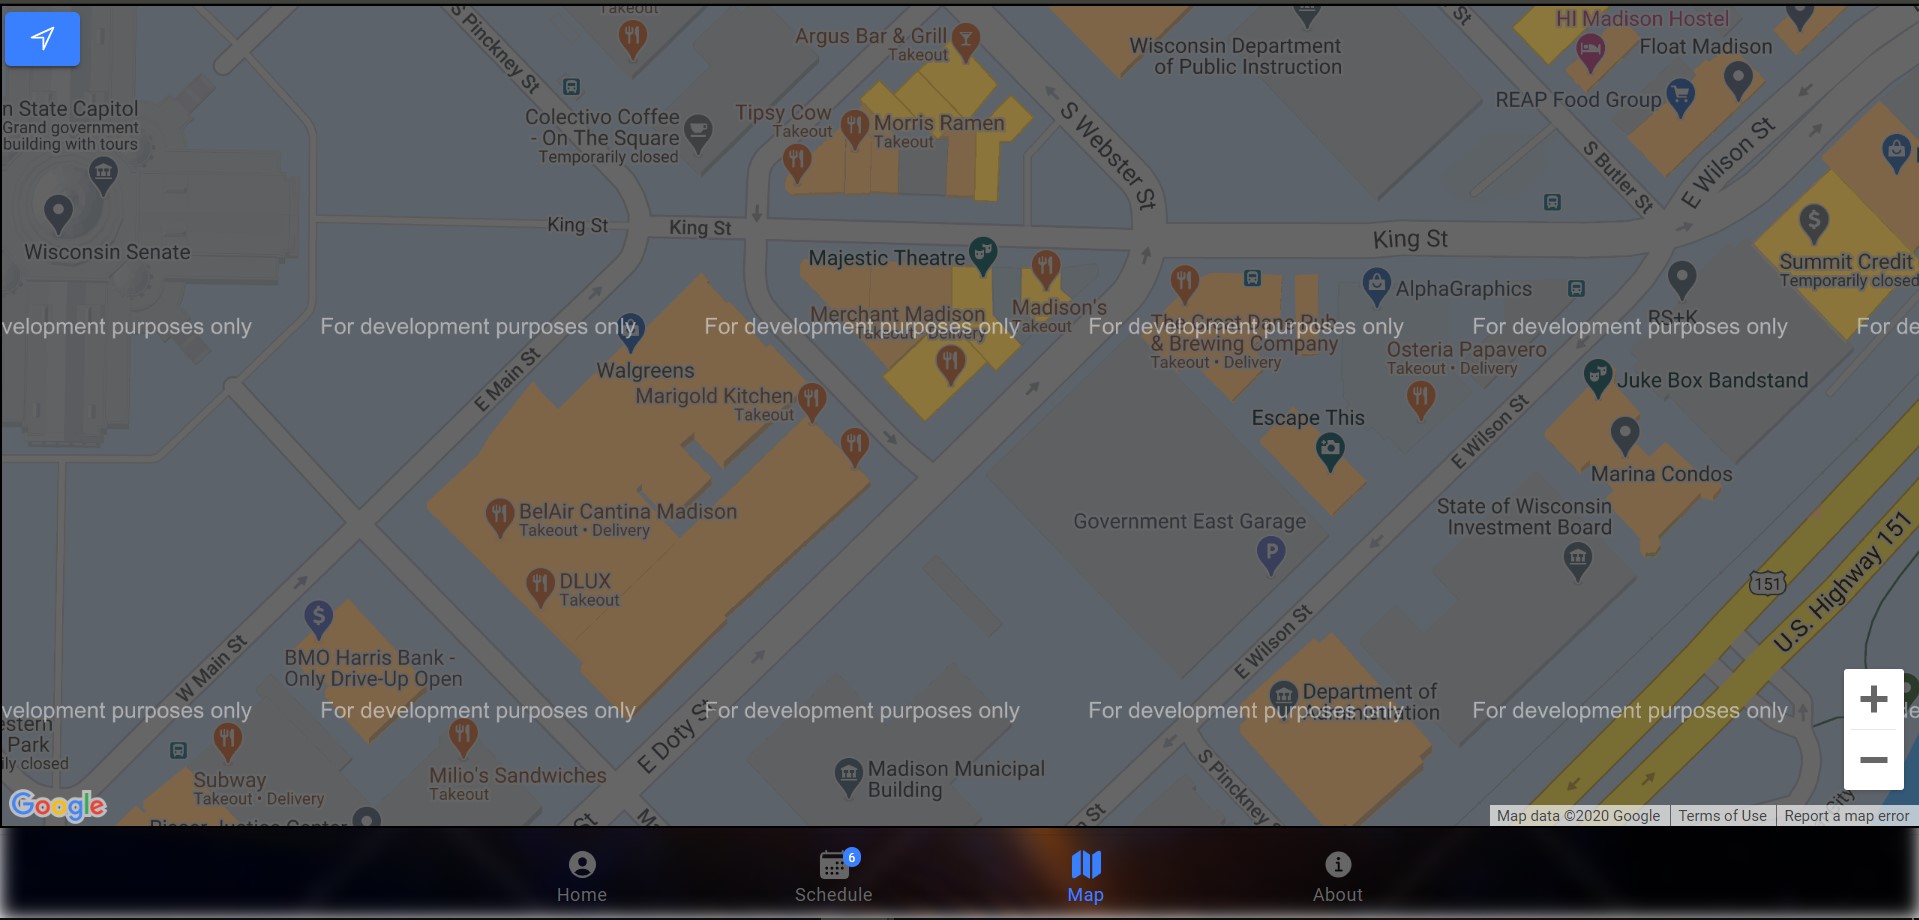 S Pinckney St
Takeout
Argus Bar & Grill
Takeout
Wisconsin Department
of Public Instruction
St
HI Madison Hostel
Float Madison
REAP Food Group
n State Capitol
Grand government
building with tours
Colectivo Coffee
- On The Square
Temporarily closed
Tipsy Cow
Takeout
Morris Ramen
Takeout
S Webster St
S Butler St
E Wilson St
Wisconsin Senate
King St
King St
King St
Majestic Theatre
Summit Credit
Temporarily closed
AlphaGraphics
RS+K
Merchant Madison
Takeout • Delivery
Madison's
Takeout
The Great Dane Pub
& Brewing Company
Takeout • Delivery
velopment purposes only
For development purposes only
For development purposes only
For development purposes only
For development purposes only
For de
Osteria Papavero
Takeout • Delivery
Juke Box Bandstand
Walgreens
E Main St
Marigold Kitchen
Takeout
Escape This
E Wilson St
Marina Condos
BelAir Cantina Madison
Takeout • Delivery
Government East Garage
P
State of Wisconsin
Investment Board
DLUX
Takeout
151
U.S. Highway 151
BMO Harris Bank -
Only Drive-Up Open
W Main St
E Wilson St
Department of
Administration
velopment purposes only
For development purposes only
For development purposes only
For development purposes only
For development purposes only
de
estern
Park
ily closed
E Doty St
Subway
Takeout • Delivery
Milio's Sandwiches
Takeout
Madison Municipal
Building
S Pinckney S
City
Google
St
St
Map data ©2020 Google
Terms of Use
Report a map error
Home
6
Schedule
Map
About